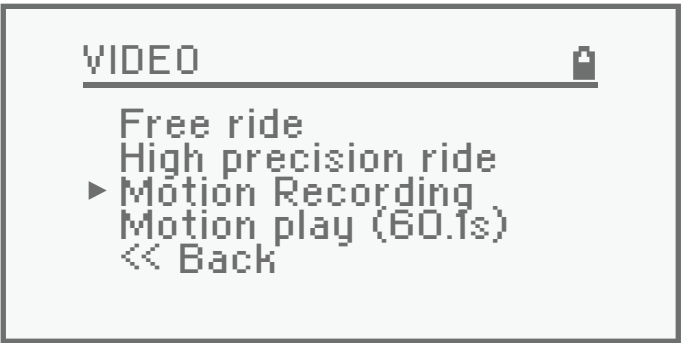 VIDEO
Free ride
High precision ride
Motion Recording
Motion play (60.1s)
<< Back